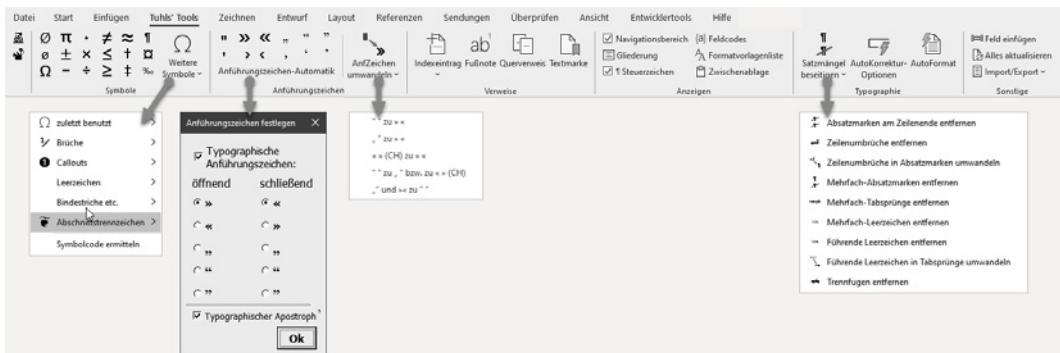 Datei Start Einfügen Tuhls' Tools Zeichnen Entwurf Layout Referenzen Sendungen Überprüfen Ansicht Entwicklertools Hilfe
Ø π · ≠ ≈ ¶ Ω
ø ± × ≤ † ¤ Weitere
Ω − ÷ ≥ ‡ ‰ Symbole
Symbole
" » « „ “ ”
' › ‹ ‚ ‘ ’
Anführungszeichen-Automatik
AnfZeichen
umwandeln
Anführungszeichen
Indexeintrag Fußnote Querverweis Textmarke
Verweise
Navigationsbereich {a} Feldcodes
Gliederung Formatvorlagenliste
¶ Steuerzeichen Zwischenablage
Anzeigen
Satzmängel
beseitigen
AutoKorrektur-
Optionen
AutoFormat
Typographie
Feld einfügen
Alles aktualisieren
Import/Export
Sonstige
Ω zuletzt benutzt >
½ Brüche >
❶ Callouts >
Leerzeichen >
Bindestriche etc. >
Abschnittstrennzeichen >
Symbolcode ermitteln
Anführungszeichen festlegen ×
Typographische
Anführungszeichen:
öffnend schließend
» «
« »
„ „
“ “
” ”
Typographischer Apostroph ’
Ok
" " zu » «
„ “ zu » «
« » (CH) zu » «
" " zu „ “ bzw. zu « » (CH)
„ “ und »« zu " "
Absatzmarken am Zeilenende entfernen
Zeilenumbrüche entfernen
Zeilenumbrüche in Absatzmarken umwandeln
Mehrfach-Absatzmarken entfernen
Mehrfach-Tabsprünge entfernen
Mehrfach-Leerzeichen entfernen
Führende Leerzeichen entfernen
Führende Leerzeichen in Tabsprünge umwandeln
Trennfugen entfernen